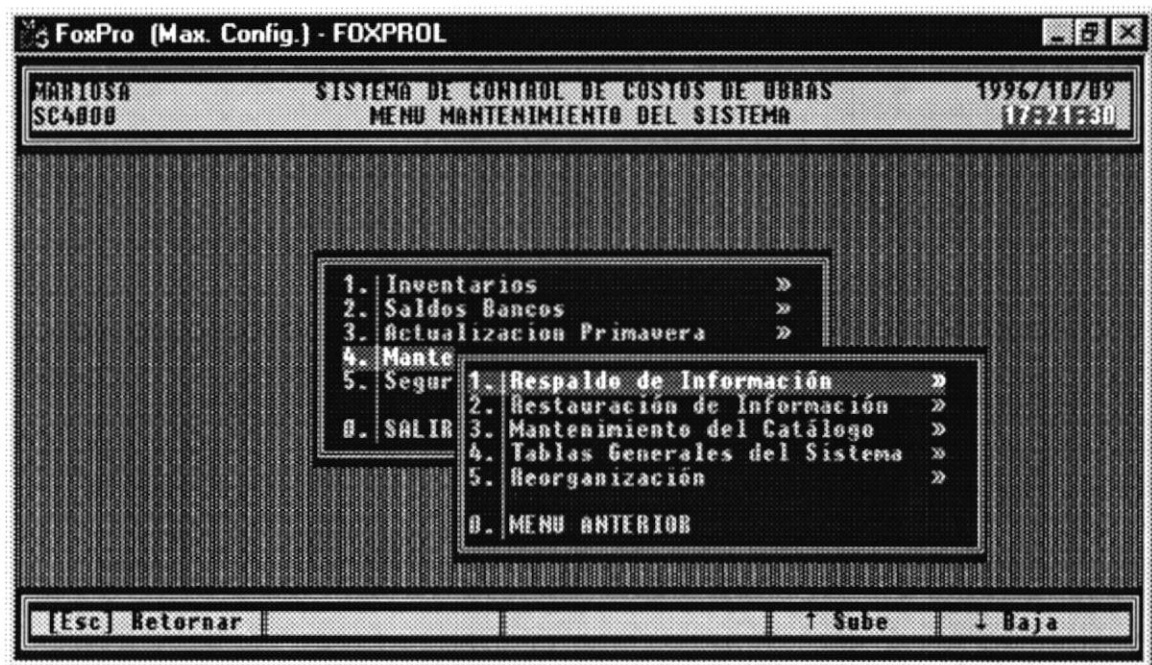 FoxPro (Max. Config.) - FOXPROL
MARIOSA SISTEMA DE CONTROL DE COSTOS DE OBRAS 1996/10/09
SC4000 MENU MANTENIMIENTO DEL SISTEMA 17:21:30
1. Inventarios »
2. Saldos Bancos »
3. Actualizacion Primavera »
4. Mante
5. Segur
0. SALIR
1. Respaldo de Información »
2. Restauración de Información »
3. Mantenimiento del Catálogo »
4. Tablas Generales del Sistema »
5. Reorganización »
0. MENU ANTERIOR
[Esc] Retornar ↑ Sube ↓ Baja